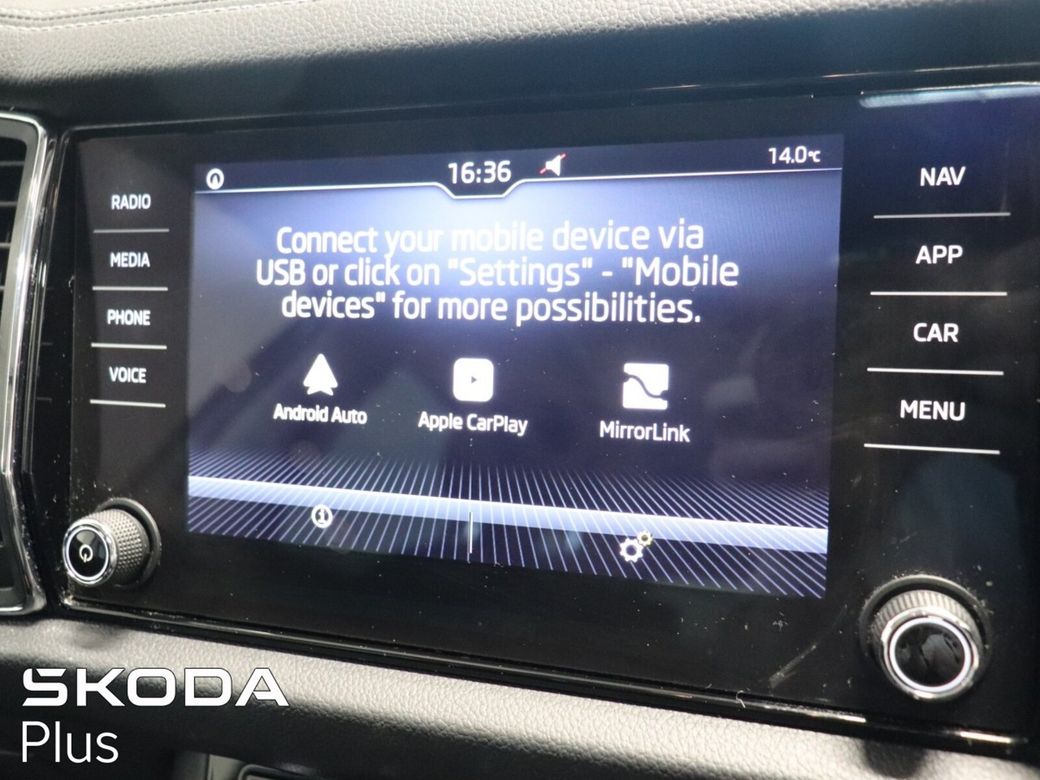 16:36
14.0°C
RADIO
MEDIA
PHONE
VOICE
Connect your mobile device via
USB or click on "Settings" - "Mobile
devices" for more possibilities.
Android Auto
Apple CarPlay
MirrorLink
NAV
APP
CAR
MENU
ŠKODA
Plus